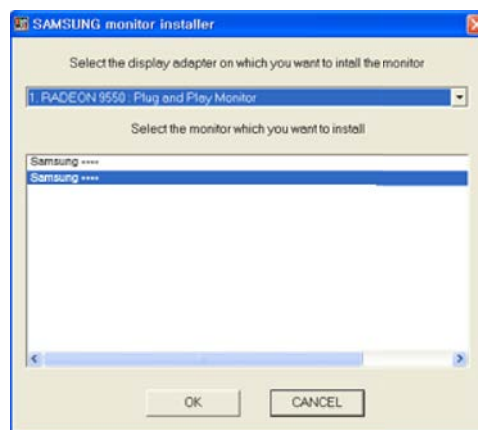 SAMSUNG monitor installer
Select the display adapter on which you want to intall the monitor
1. RADEON 9550 : Plug and Play Monitor
Select the monitor which you want to install
Samsung ••••
Samsung ••••
OK
CANCEL